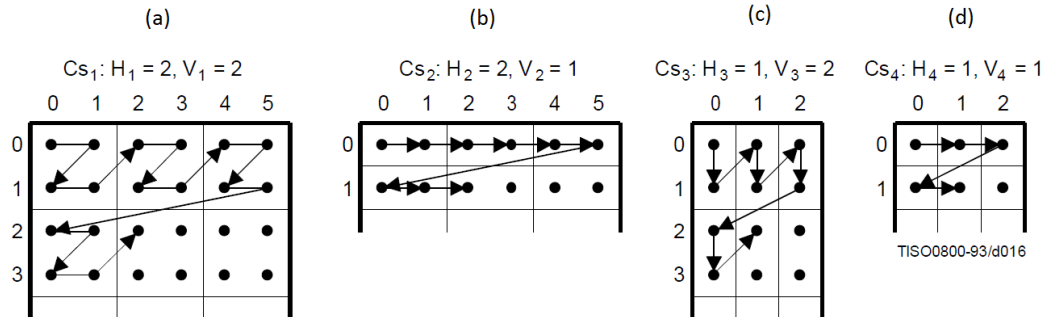 (a) (b) (c) (d)
Cs1: H1 = 2, V1 = 2 Cs2: H2 = 2, V2 = 1 Cs3: H3 = 1, V3 = 2 Cs4: H4 = 1, V4 = 1
0 1 2 3 4 5 0 1 2 3 4 5 0 1 2 0 1 2
0 0 0 0
1 1 1 1
2 2
TISO0800-93/d016
3 3